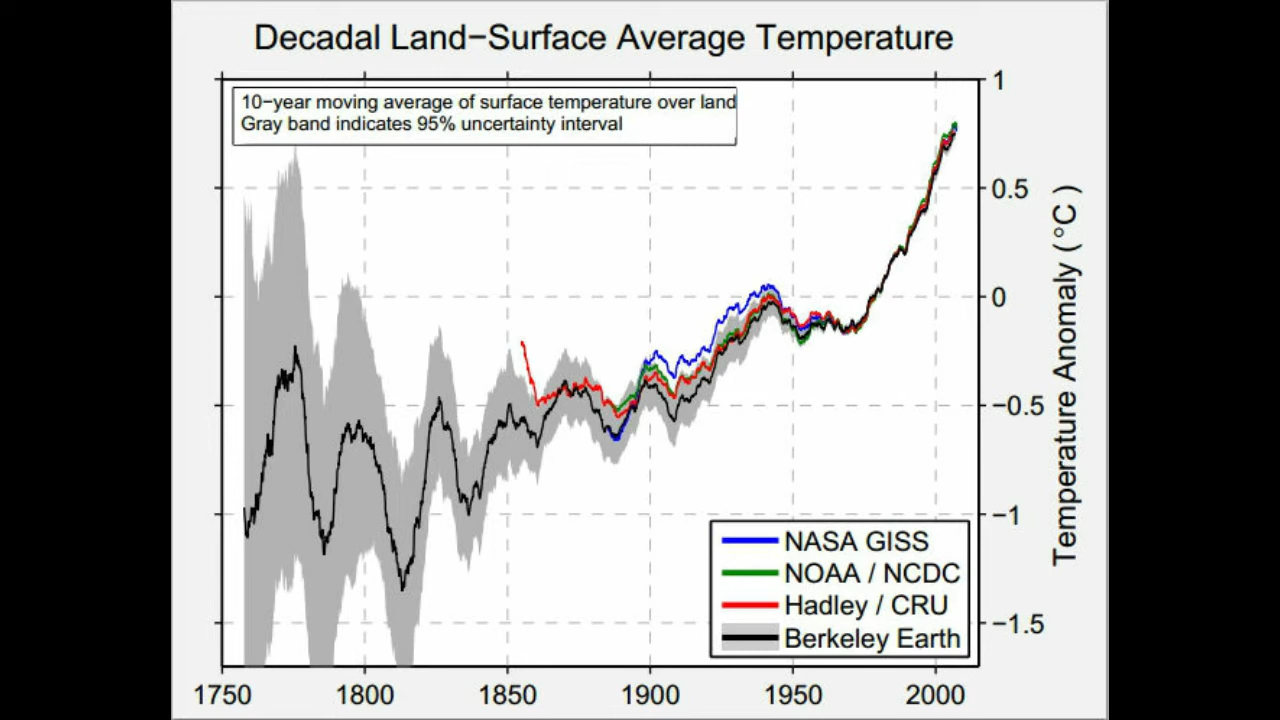 Decadal Land−Surface Average Temperature
10−year moving average of surface temperature over land
Gray band indicates 95% uncertainty interval
1
0.5
0
−0.5
−1
−1.5
Temperature Anomaly ( °C )
NASA GISS
NOAA / NCDC
Hadley / CRU
Berkeley Earth
1750 1800 1850 1900 1950 2000